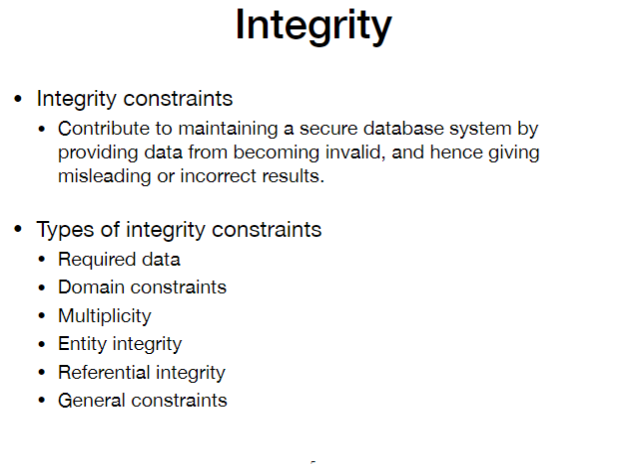 Integrity
• Integrity constraints
• Contribute to maintaining a secure database system by
providing data from becoming invalid, and hence giving
misleading or incorrect results.
• Types of integrity constraints
• Required data
• Domain constraints
• Multiplicity
• Entity integrity
• Referential integrity
• General constraints